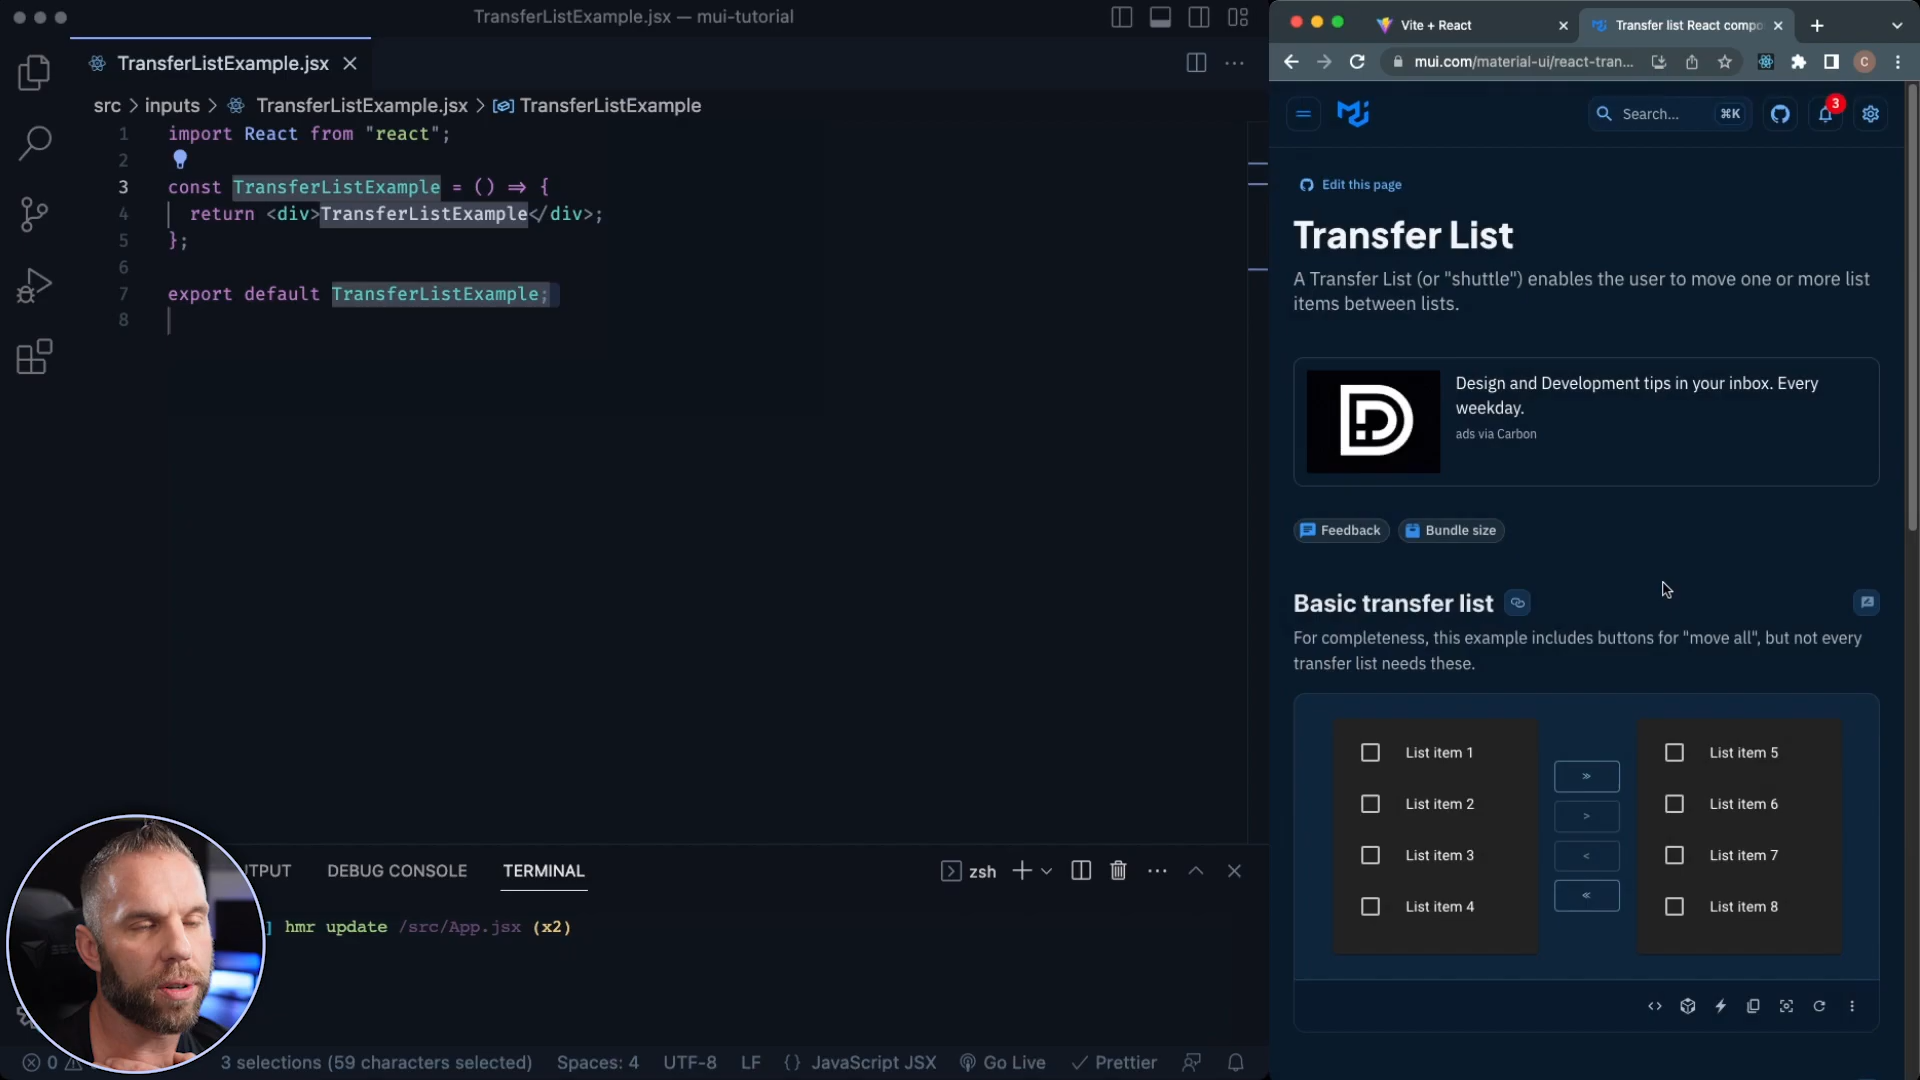 TransferListExample.jsx — mui-tutorial
TransferListExample.jsx
src > inputs > TransferListExample.jsx > TransferListExample
1 import React from "react";
2
3 const TransferListExample = () => {
4 return <div>TransferListExample</div>;
5 };
6
7 export default TransferListExample;
8
DEBUG CONSOLE
TERMINAL
zsh
] hmr update /src/App.jsx (x2)
0
3 selections (59 characters selected)
Spaces: 4
UTF-8
LF
{} JavaScript JSX
Go Live
Prettier
Vite + React
Transfer list React compo
mui.com/material-ui/react-tran...
C
Search...
⌘K
3
Edit this page
Transfer List
A Transfer List (or "shuttle") enables the user to move one or more list
items between lists.
Design and Development tips in your inbox. Every
weekday.
ads via Carbon
Feedback
Bundle size
Basic transfer list
For completeness, this example includes buttons for "move all", but not every
transfer list needs these.
List item 1
List item 2
List item 3
List item 4
≫
>
<
≪
List item 5
List item 6
List item 7
List item 8